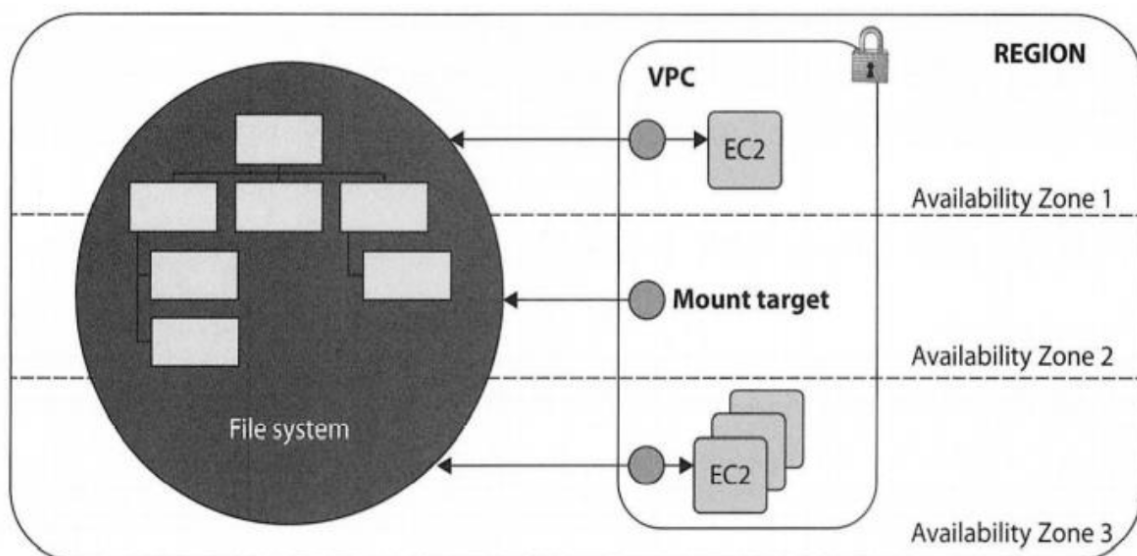 REGION
VPC
EC2
Availability Zone 1
Mount target
Availability Zone 2
File system
EC2
Availability Zone 3